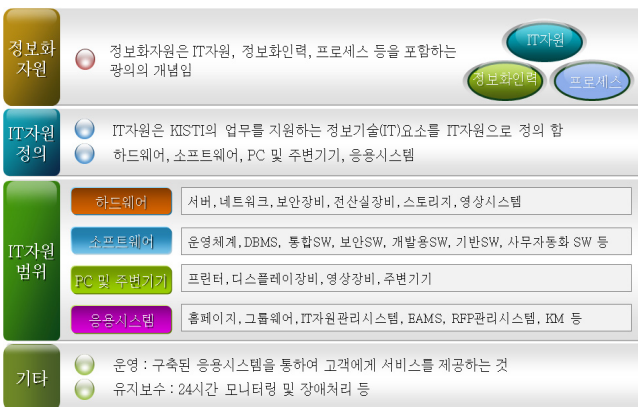 정보화
자원
정보화자원은 IT자원, 정보화인력, 프로세스 등을 포함하는
광의의 개념임
IT자원
정보화인력
프로세스
IT자원
정의
IT자원은 KISTI의 업무를 지원하는 정보기술(IT)요소를 IT자원으로 정의 함
하드웨어, 소프트웨어, PC 및 주변기기, 응용시스템
IT자원
범위
하드웨어
서버, 네트워크, 보안장비, 전산실장비, 스토리지, 영상시스템
소프트웨어
운영체계, DBMS, 통합SW, 보안SW, 개발용SW, 기반SW, 사무자동화 SW 등
PC 및 주변기기
프린터, 디스플레이장비, 영상장비, 주변기기
응용시스템
홈페이지, 그룹웨어, IT자원관리시스템, EAMS, RFP관리시스템, KM 등
기타
운영 : 구축된 응용시스템을 통하여 고객에게 서비스를 제공하는 것
유지보수 : 24시간 모니터링 및 장애처리 등